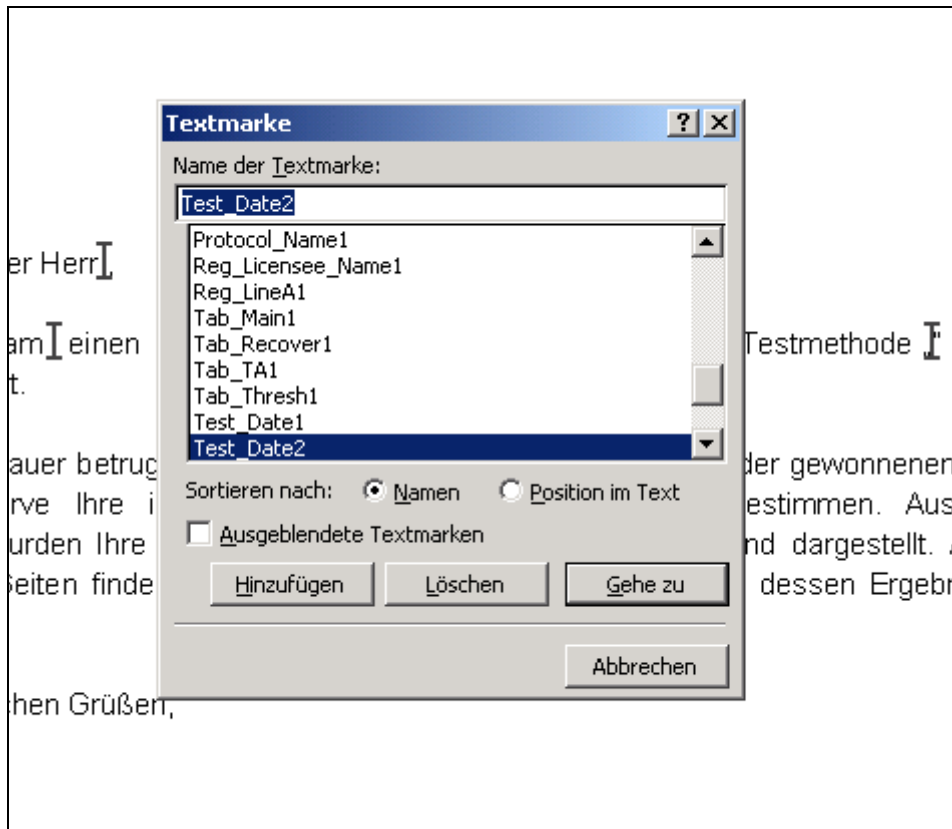 Textmarke
Name der Textmarke:
Test_Date2
Protocol_Name1
Reg_Licensee_Name1
Reg_LineA1
Tab_Main1
Tab_Recover1
Tab_TA1
Tab_Thresh1
Test_Date1
Test_Date2
Sortieren nach: Namen Position im Text
Ausgeblendete Textmarken
Hinzufügen Löschen Gehe zu
Abbrechen
er Herr,
am einen Testmethode „“
t.
auer betrug der gewonnenen
rve Ihre i estimmen. Aus
urden Ihre nd dargestellt.
Seiten finde dessen Ergebn
chen Grüßen,